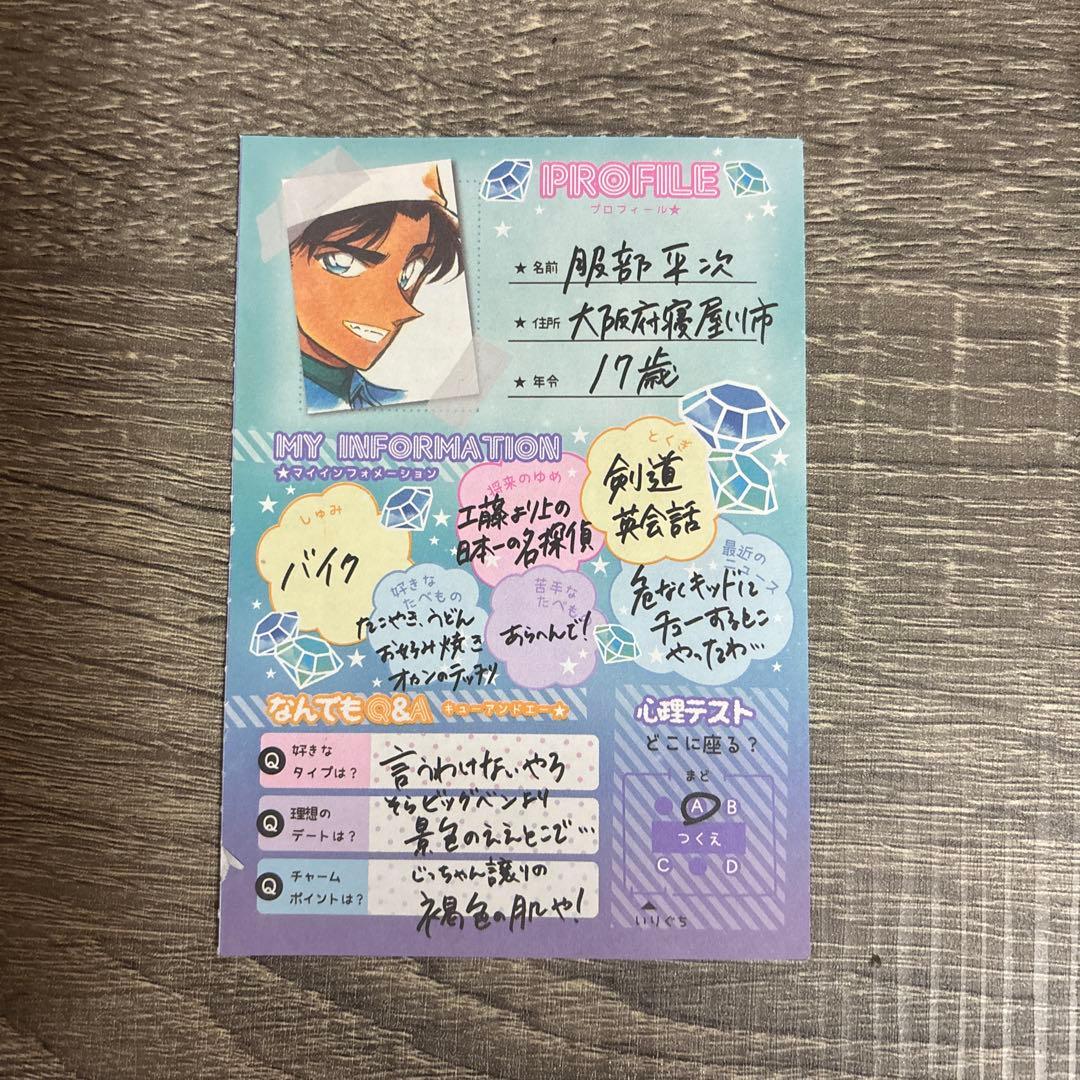 PROFILE
プロフィール★
★名前 服部平次
★住所 大阪府寝屋川市
★年令 17歳
MY INFORMATION
★マイインフォメーション
しゅみ
バイク
将来のゆめ
工藤より上の
日本一の名探偵
とくぎ
剣道
英会話
好きな
たべもの
たこやき、うどん
お好み焼き
オカンのテッチリ
苦手な
たべもの
あらへんで!
最近の
ニュース
危なくキッドに
チューするとこ
やったわ…
なんでもQ&A キューアンドエー★
Q 好きな
タイプは?
言うわけないやろ
Q 理想の
デートは?
そらビッグベンより
景色のええとこで…
Q チャーム
ポイントは?
じっちゃん譲りの
褐色の肌や!
心理テスト
どこに座る?
まど
A B
つくえ
C D
いりぐち